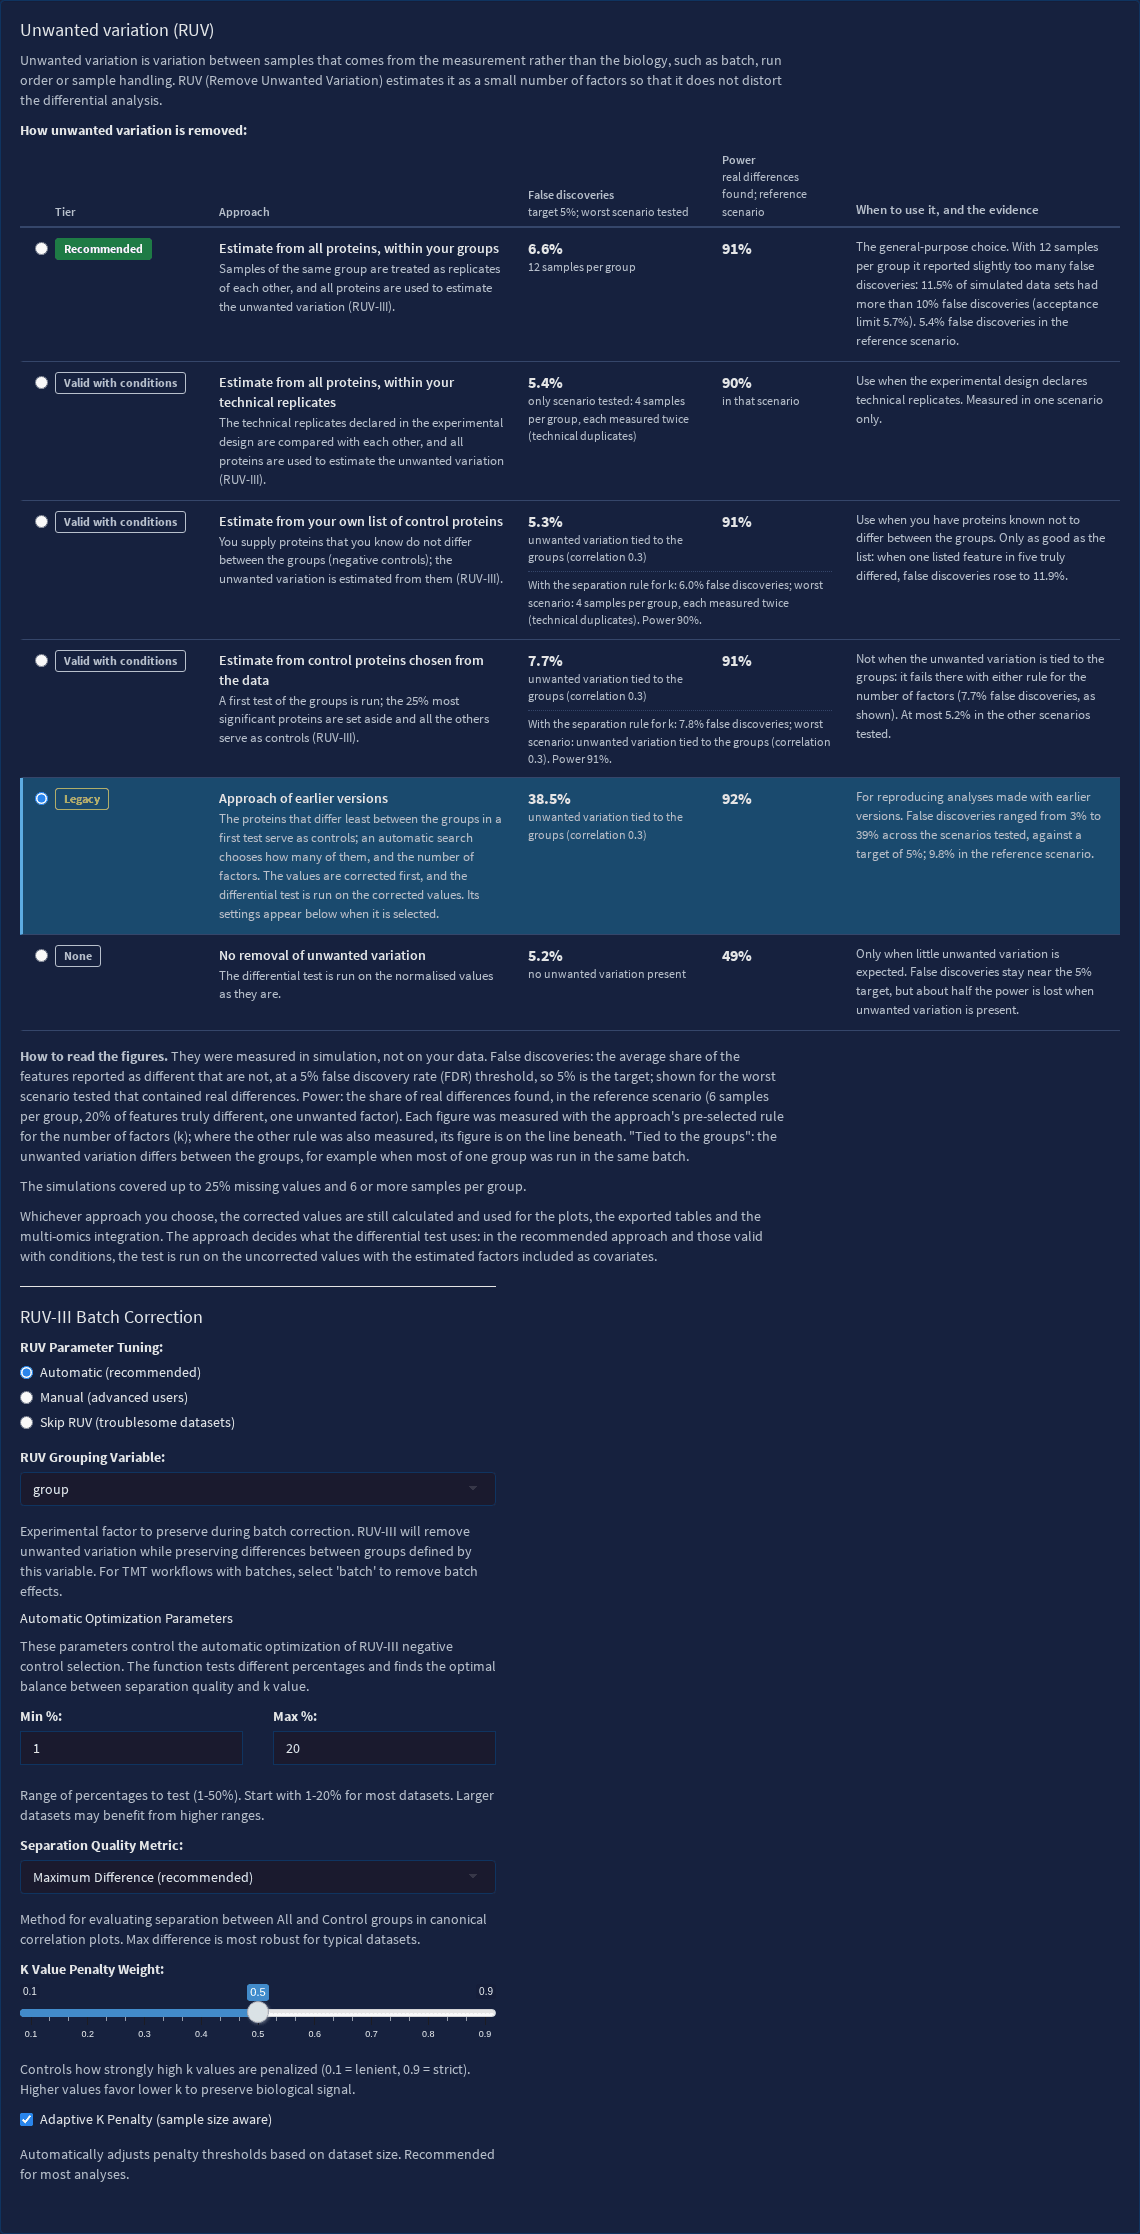 Unwanted variation (RUV)
Unwanted variation is variation between samples that comes from the measurement rather than the biology, such as batch, run
order or sample handling. RUV (Remove Unwanted Variation) estimates it as a small number of factors so that it does not distort
the differential analysis.
How unwanted variation is removed:
Tier
Approach
False discoveries
target 5%; worst scenario tested
Power
real differences
found; reference
scenario
When to use it, and the evidence
Recommended
Estimate from all proteins, within your groups
Samples of the same group are treated as replicates
of each other, and all proteins are used to estimate
the unwanted variation (RUV-III).
6.6%
12 samples per group
91%
The general-purpose choice. With 12 samples
per group it reported slightly too many false
discoveries: 11.5% of simulated data sets had
more than 10% false discoveries (acceptance
limit 5.7%). 5.4% false discoveries in the
reference scenario.
Valid with conditions
Estimate from all proteins, within your
technical replicates
The technical replicates declared in the experimental
design are compared with each other, and all
proteins are used to estimate the unwanted variation
(RUV-III).
5.4%
only scenario tested: 4 samples
per group, each measured twice
(technical duplicates)
90%
in that scenario
Use when the experimental design declares
technical replicates. Measured in one scenario
only.
Valid with conditions
Estimate from your own list of control proteins
You supply proteins that you know do not differ
between the groups (negative controls); the
unwanted variation is estimated from them (RUV-III).
5.3%
unwanted variation tied to the
groups (correlation 0.3)
91%
With the separation rule for k: 6.0% false discoveries; worst
scenario: 4 samples per group, each measured twice
(technical duplicates). Power 90%.
Use when you have proteins known not to
differ between the groups. Only as good as the
list: when one listed feature in five truly
differed, false discoveries rose to 11.9%.
Valid with conditions
Estimate from control proteins chosen from
the data
A first test of the groups is run; the 25% most
significant proteins are set aside and all the others
serve as controls (RUV-III).
7.7%
unwanted variation tied to the
groups (correlation 0.3)
91%
With the separation rule for k: 7.8% false discoveries; worst
scenario: unwanted variation tied to the groups (correlation
0.3). Power 91%.
Not when the unwanted variation is tied to the
groups: it fails there with either rule for the
number of factors (7.7% false discoveries, as
shown). At most 5.2% in the other scenarios
tested.
Legacy
Approach of earlier versions
The proteins that differ least between the groups in a
first test serve as controls; an automatic search
chooses how many of them, and the number of
factors. The values are corrected first, and the
differential test is run on the corrected values. Its
settings appear below when it is selected.
38.5%
unwanted variation tied to the
groups (correlation 0.3)
92%
For reproducing analyses made with earlier
versions. False discoveries ranged from 3% to
39% across the scenarios tested, against a
target of 5%; 9.8% in the reference scenario.
None
No removal of unwanted variation
The differential test is run on the normalised values
as they are.
5.2%
no unwanted variation present
49%
Only when little unwanted variation is
expected. False discoveries stay near the 5%
target, but about half the power is lost when
unwanted variation is present.
How to read the figures. They were measured in simulation, not on your data. False discoveries: the average share of the
features reported as different that are not, at a 5% false discovery rate (FDR) threshold, so 5% is the target; shown for the worst
scenario tested that contained real differences. Power: the share of real differences found, in the reference scenario (6 samples
per group, 20% of features truly different, one unwanted factor). Each figure was measured with the approach's pre-selected rule
for the number of factors (k); where the other rule was also measured, its figure is on the line beneath. "Tied to the groups": the
unwanted variation differs between the groups, for example when most of one group was run in the same batch.
The simulations covered up to 25% missing values and 6 or more samples per group.
Whichever approach you choose, the corrected values are still calculated and used for the plots, the exported tables and the
multi-omics integration. The approach decides what the differential test uses: in the recommended approach and those valid
with conditions, the test is run on the uncorrected values with the estimated factors included as covariates.
RUV-III Batch Correction
RUV Parameter Tuning:
Automatic (recommended)
Manual (advanced users)
Skip RUV (troublesome datasets)
RUV Grouping Variable:
group
Experimental factor to preserve during batch correction. RUV-III will remove
unwanted variation while preserving differences between groups defined by
this variable. For TMT workflows with batches, select 'batch' to remove batch
effects.
Automatic Optimization Parameters
These parameters control the automatic optimization of RUV-III negative
control selection. The function tests different percentages and finds the optimal
balance between separation quality and k value.
Min %:
Max %:
1
20
Range of percentages to test (1-50%). Start with 1-20% for most datasets. Larger
datasets may benefit from higher ranges.
Separation Quality Metric:
Maximum Difference (recommended)
Method for evaluating separation between All and Control groups in canonical
correlation plots. Max difference is most robust for typical datasets.
K Value Penalty Weight:
0.1 0.5 0.9
0.1 0.2 0.3 0.4 0.5 0.6 0.7 0.8 0.9
Controls how strongly high k values are penalized (0.1 = lenient, 0.9 = strict).
Higher values favor lower k to preserve biological signal.
Adaptive K Penalty (sample size aware)
Automatically adjusts penalty thresholds based on dataset size. Recommended
for most analyses.